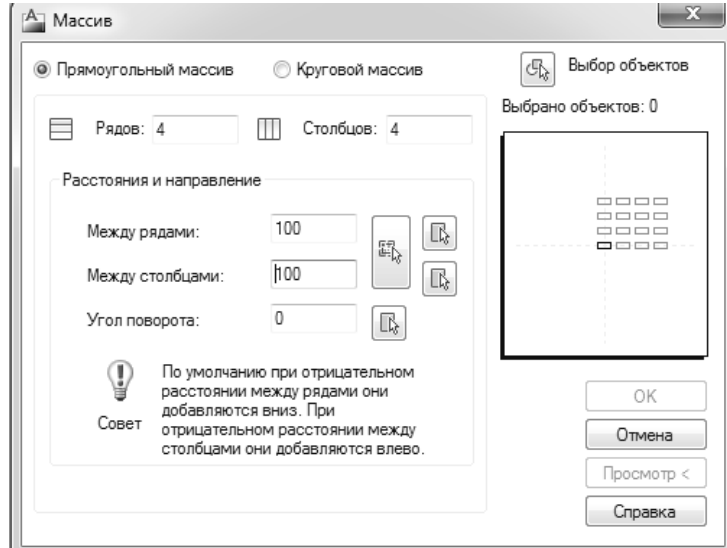 Массив
Прямоугольный массив Круговой массив Выбор объектов
Выбрано объектов: 0
Рядов: 4 Столбцов: 4
Расстояния и направление
Между рядами: 100
Между столбцами: 100
Угол поворота: 0
По умолчанию при отрицательном
расстоянии между рядами они
добавляются вниз. При
отрицательном расстоянии между
столбцами они добавляются влево.
Совет
OK
Отмена
Просмотр <
Справка